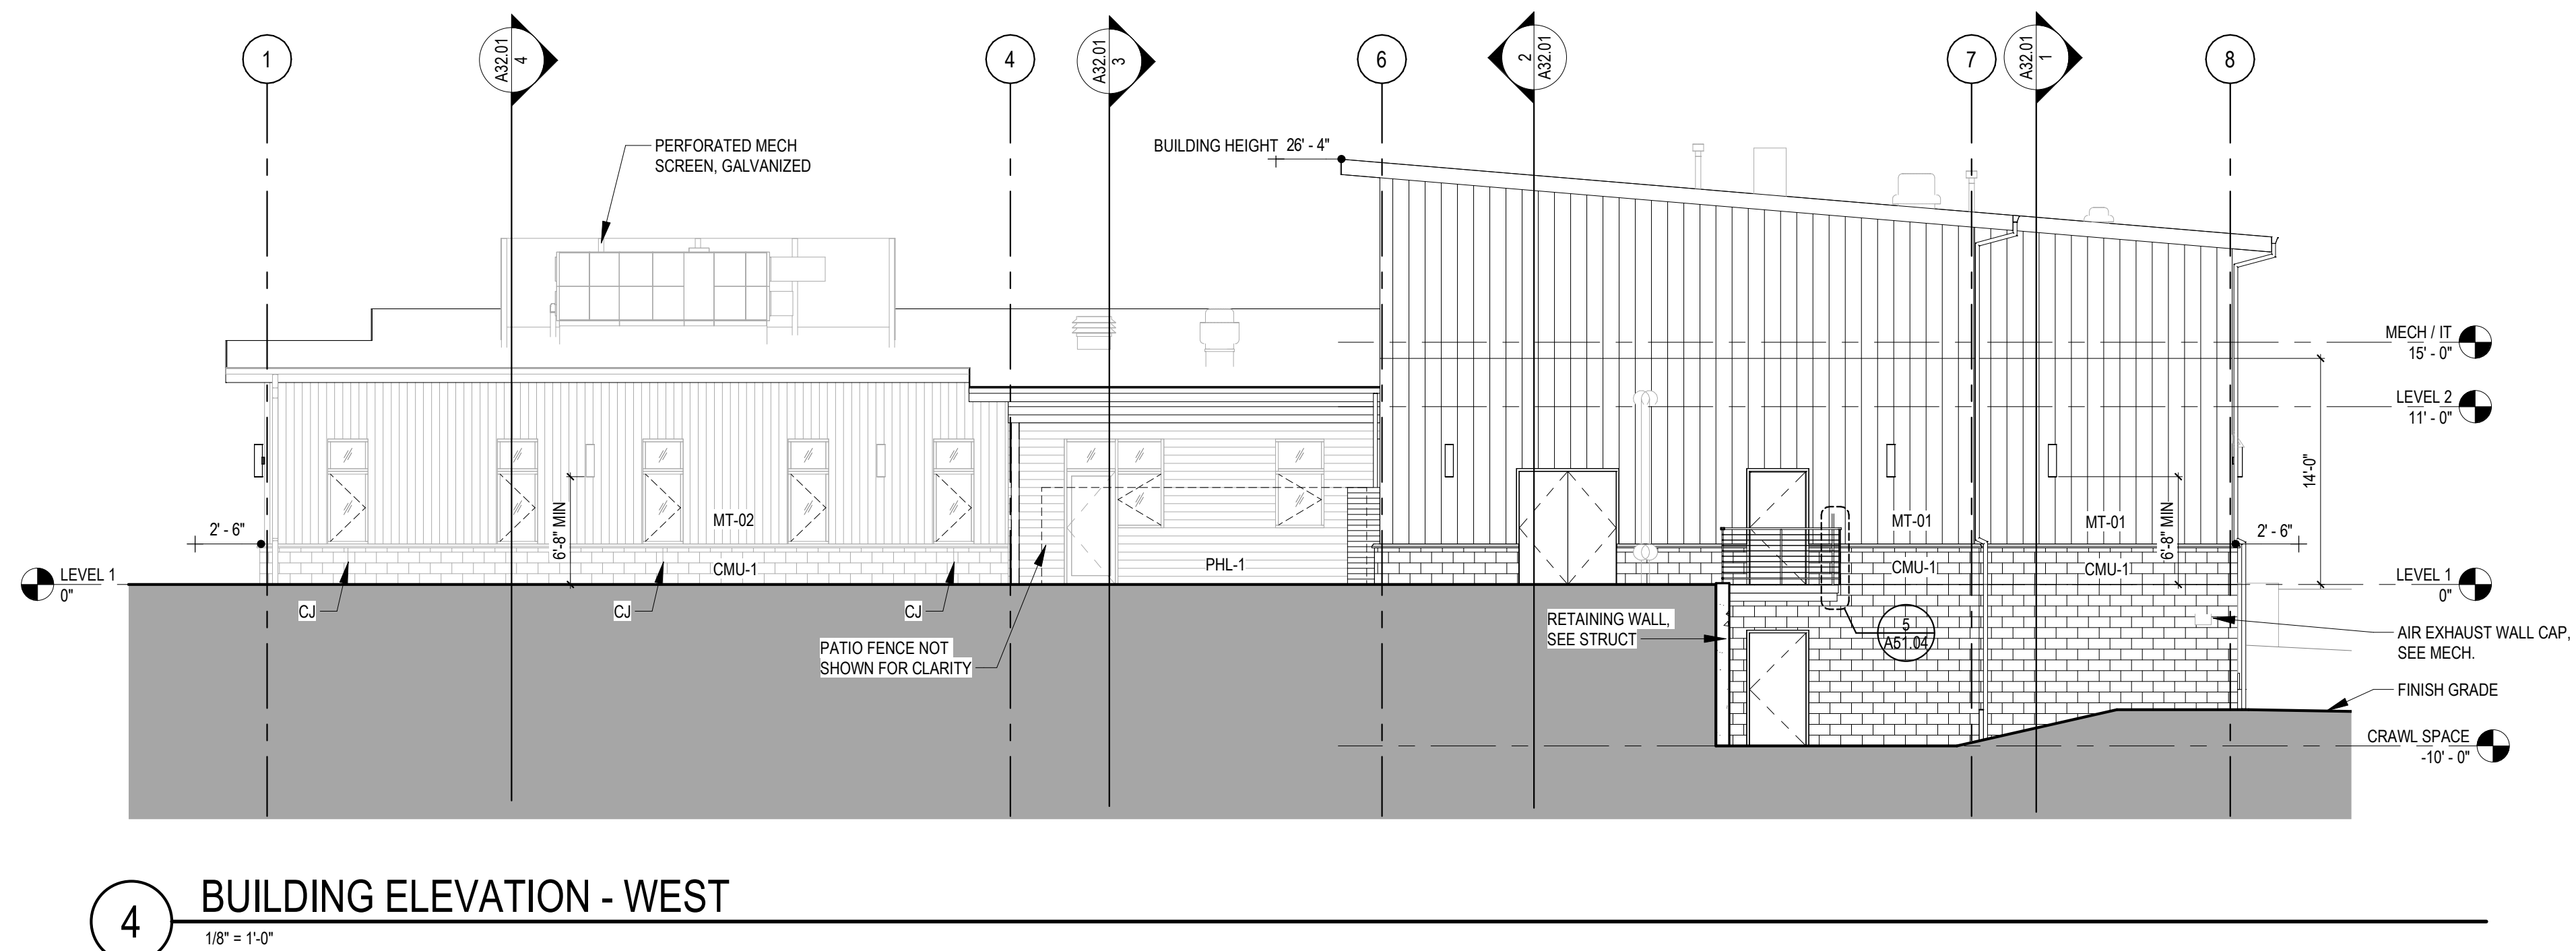 1
A32.01
4
4
A32.01
3
6
2
A32.01
7
A32.01
1
8
PERFORATED MECH
SCREEN, GALVANIZED
BUILDING HEIGHT 26' - 4"
MECH / IT
15' - 0"
LEVEL 2
11' - 0"
14'-0"
2' - 6"
6'-8" MIN
MT-02
CMU-1
PHL-1
MT-01
CMU-1
MT-01
CMU-1
6'-8" MIN
2' - 6"
LEVEL 1
0"
LEVEL 1
0"
CJ
CJ
CJ
PATIO FENCE NOT
SHOWN FOR CLARITY
RETAINING WALL,
SEE STRUCT
5
A51.04
AIR EXHAUST WALL CAP,
SEE MECH.
FINISH GRADE
CRAWL SPACE
-10' - 0"
4
BUILDING ELEVATION - WEST
1/8" = 1'-0"